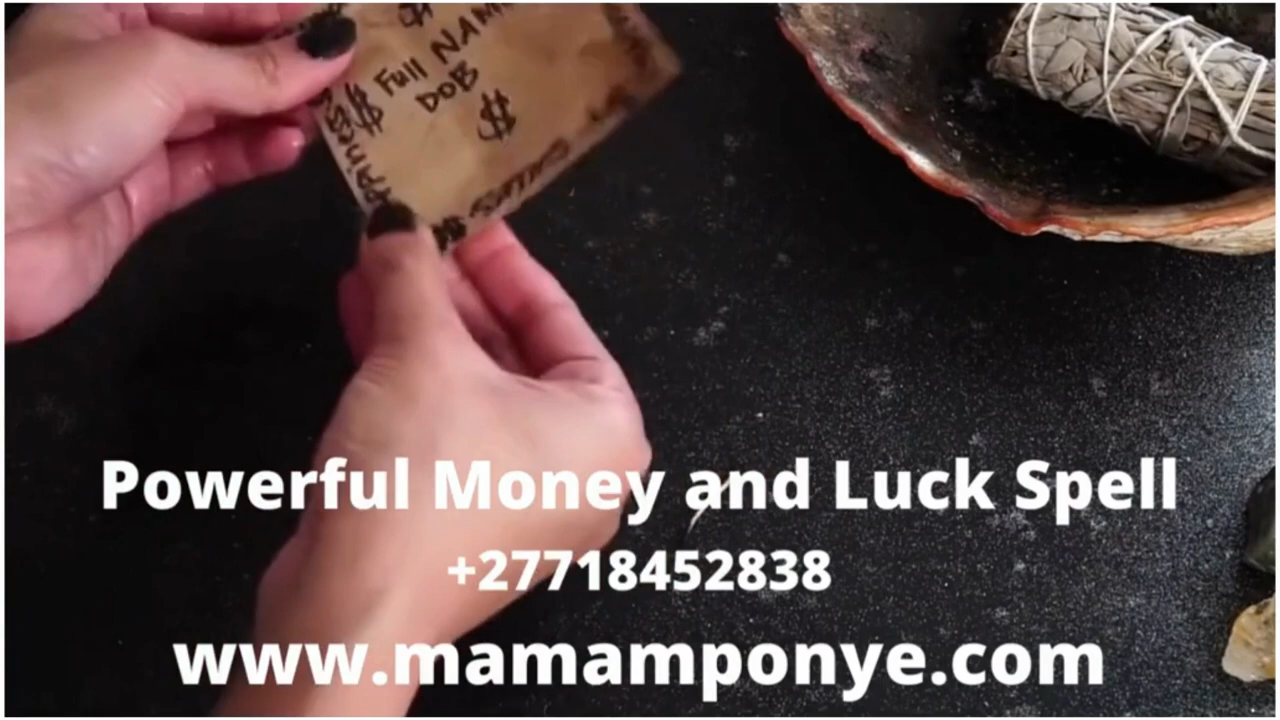 Full NAME
DOB
$
$
Powerful Money and Luck Spell
+27718452838
www.mamamponye.com